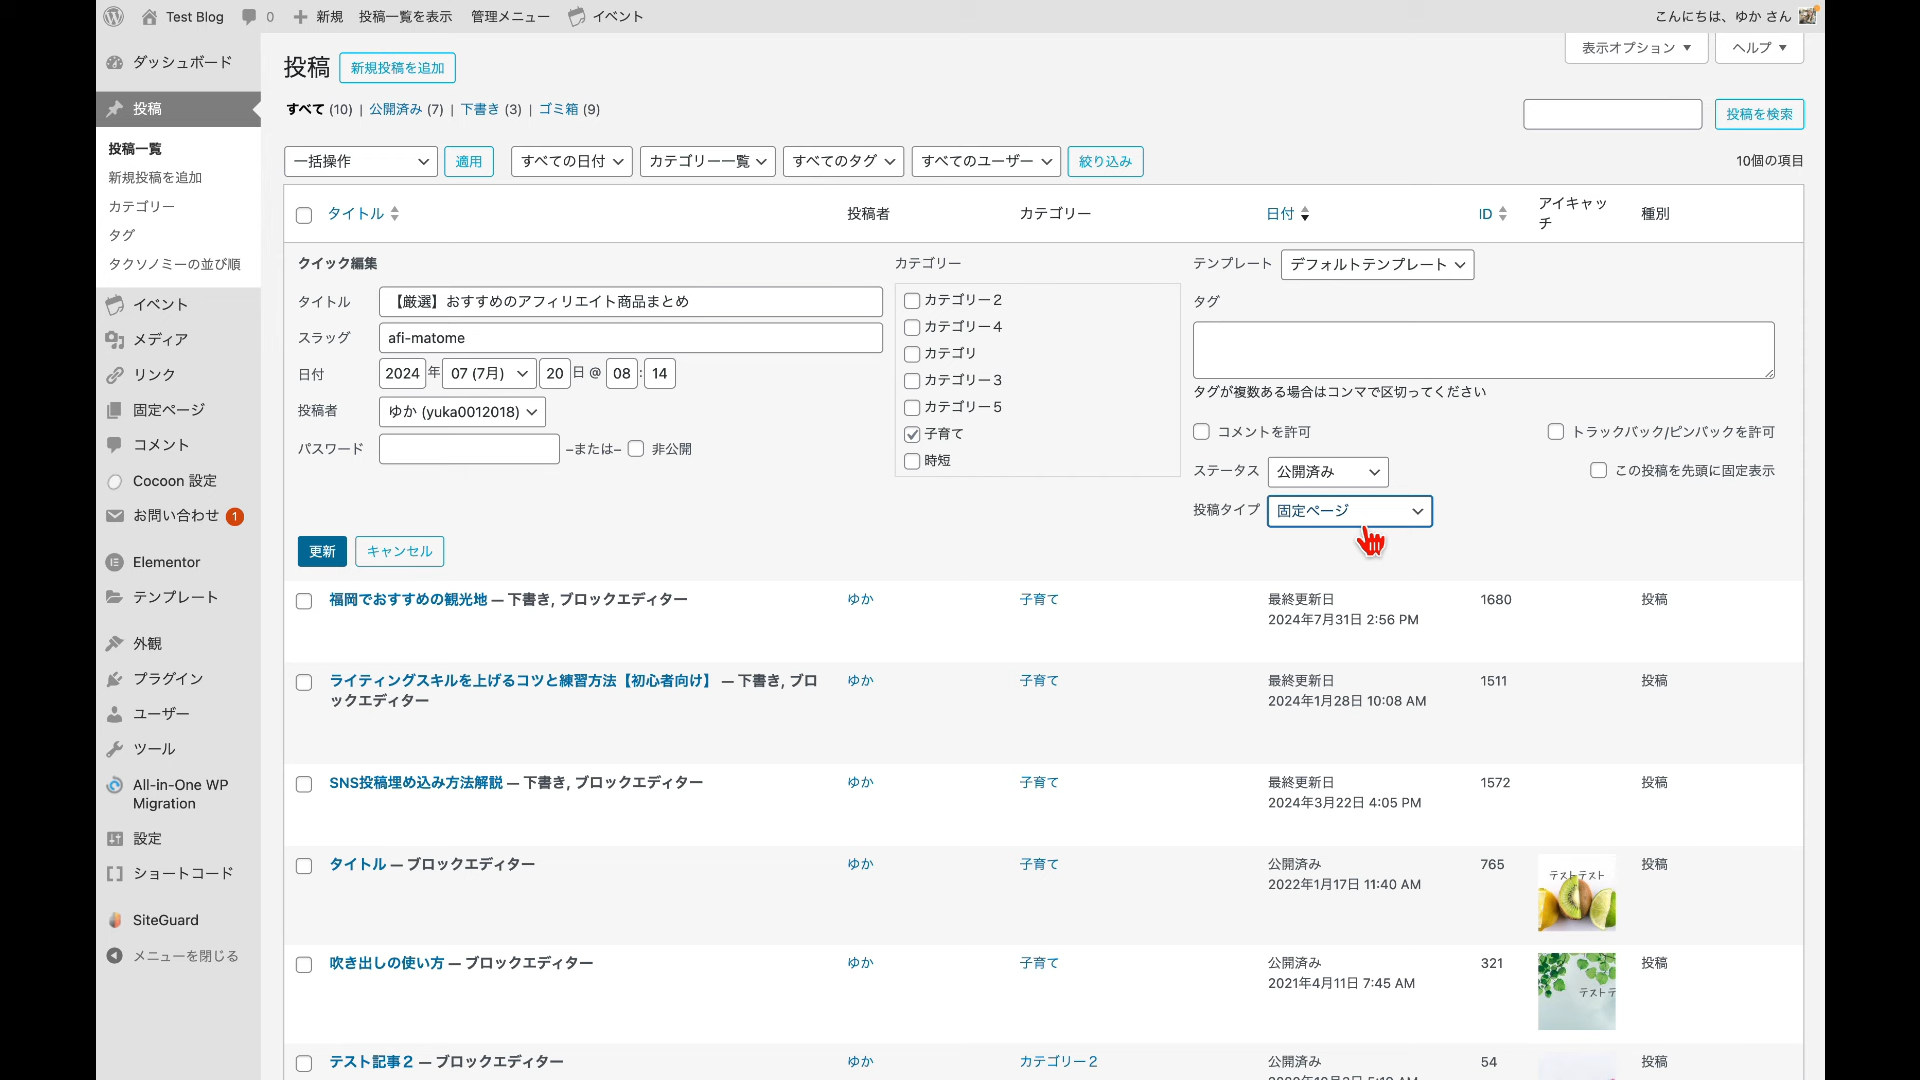 Test Blog 0 新規 投稿一覧を表示 管理メニュー イベント こんにちは、ゆか さん
ダッシュボード
投稿
投稿一覧
新規投稿を追加
カテゴリー
タグ
タクソノミーの並び順
イベント
メディア
リンク
固定ページ
コメント
Cocoon 設定
お問い合わせ 1
Elementor
テンプレート
外観
プラグイン
ユーザー
ツール
All-in-One WP
Migration
設定
ショートコード
SiteGuard
メニューを閉じる
表示オプション ヘルプ
投稿 新規投稿を追加
すべて (10) | 公開済み (7) | 下書き (3) | ゴミ箱 (9)
投稿を検索
一括操作 適用 すべての日付 カテゴリー一覧 すべてのタグ すべてのユーザー 絞り込み 10個の項目
タイトル 投稿者 カテゴリー 日付 ID アイキャッ
チ 種別
クイック編集
タイトル 【厳選】おすすめのアフィリエイト商品まとめ
スラッグ afi-matome
日付 2024 年 07 (7月) 20 日 @ 08 : 14
投稿者 ゆか (yuka0012018)
パスワード –または– 非公開
カテゴリー
カテゴリー２
カテゴリー４
カテゴリ
カテゴリー３
カテゴリー５
子育て
時短
テンプレート デフォルトテンプレート
タグ
タグが複数ある場合はコンマで区切ってください
コメントを許可 トラックバック/ピンバックを許可
ステータス 公開済み この投稿を先頭に固定表示
投稿タイプ 固定ページ
更新 キャンセル
福岡でおすすめの観光地 — 下書き, ブロックエディター ゆか 子育て 最終更新日 1680 投稿
2024年7月31日 2:56 PM
ライティングスキルを上げるコツと練習方法【初心者向け】 — 下書き, ブロ ゆか 子育て 最終更新日 1511 投稿
ックエディター 2024年1月28日 10:08 AM
SNS投稿埋め込み方法解説 — 下書き, ブロックエディター ゆか 子育て 最終更新日 1572 投稿
2024年3月22日 4:05 PM
タイトル — ブロックエディター ゆか 子育て 公開済み 765 投稿
2022年1月17日 11:40 AM
テストテスト
吹き出しの使い方 — ブロックエディター ゆか 子育て 公開済み 321 投稿
2021年4月11日 7:45 AM
テストテ
テスト記事２ — ブロックエディター ゆか カテゴリー２ 公開済み 54 投稿